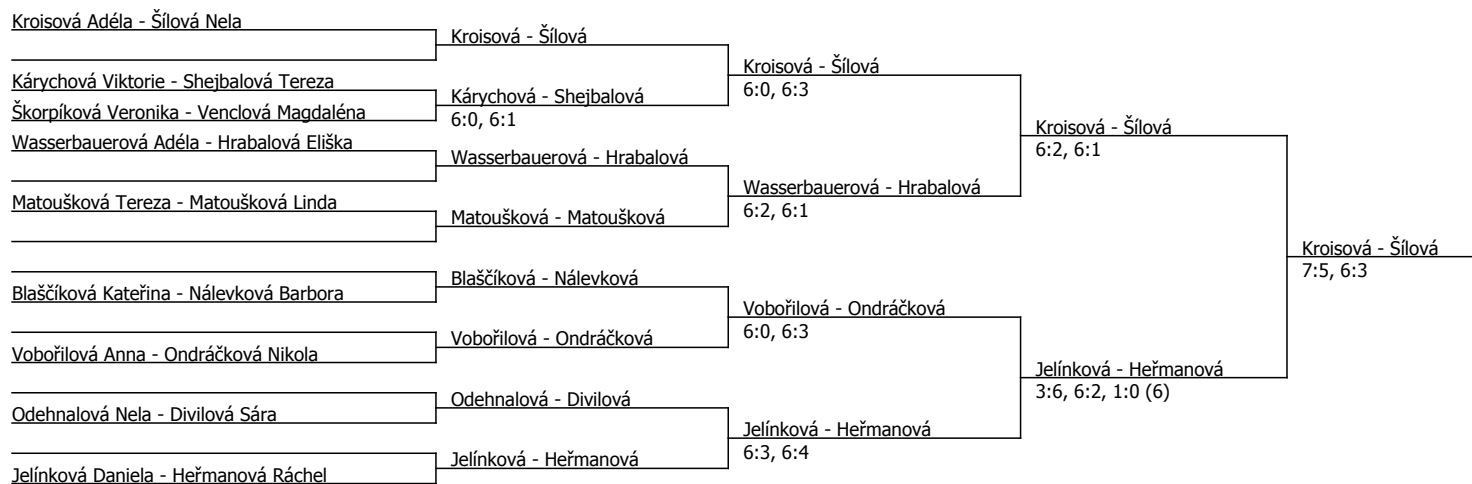 Kroisová Adéla - Šílová Nela
Kárychová Viktorie - Shejbalová Tereza
Škorpíková Veronika - Venclová Magdaléna
Wasserbauerová Adéla - Hrabalová Eliška
Matoušková Tereza - Matoušková Linda
Blaščíková Kateřina - Nálevková Barbora
Vobořilová Anna - Ondráčková Nikola
Odehnalová Nela - Divilová Sára
Jelínková Daniela - Heřmanová Ráchel
Kroisová - Šílová
Kárychová - Shejbalová
6:0, 6:1
Wasserbauerová - Hrabalová
Matoušková - Matoušková
Blaščíková - Nálevková
Vobořilová - Ondráčková
Odehnalová - Divilová
Jelínková - Heřmanová
Kroisová - Šílová
6:0, 6:3
Wasserbauerová - Hrabalová
6:2, 6:1
Vobořilová - Ondráčková
6:0, 6:3
Jelínková - Heřmanová
6:3, 6:4
Kroisová - Šílová
6:2, 6:1
Jelínková - Heřmanová
3:6, 6:2, 1:0 (6)
Kroisová - Šílová
7:5, 6:3